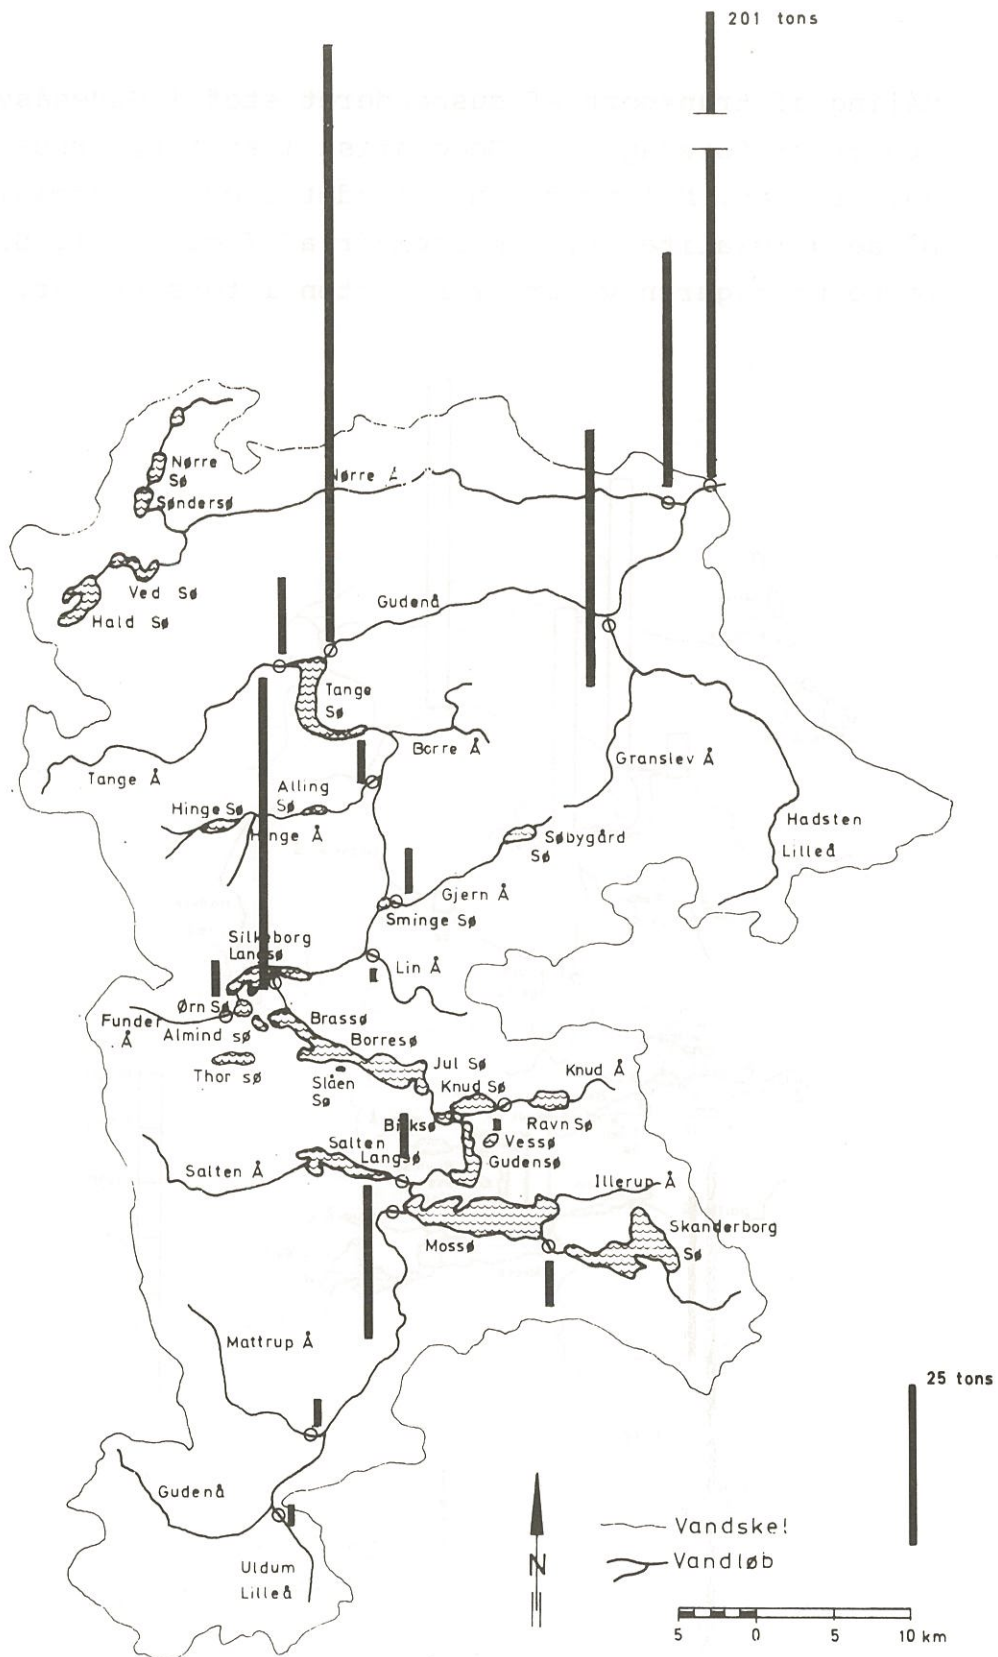 201 tons
Nørre
Sø
Søndersø
Nørre Å
Ved Sø
Hald Sø
Gudenå
Tange
Sø
Borre Å
Tange Å
Granslev Å
Alling
Sø
Hinge Sø
Hinge Å
Hadsten
Lilleå
Søbygård
Sø
Gjern Å
Sminge Sø
Silkeborg
Langsø
Lin Å
Ørn Sø
Funder
Å
Almind sø
Brassø
Borresø
Thor sø
Slåen
Sø
Jul Sø
Knud Sø
Knud Å
Birksø
Ravn Sø
Vessø
Salten
Langsø
Gudensø
Salten Å
Illerup Å
Mossø
Skanderborg
Sø
Mattrup Å
25 tons
Gudenå
Uldum
Lilleå
N
Vandskel
Vandløb
5 0 5 10 km